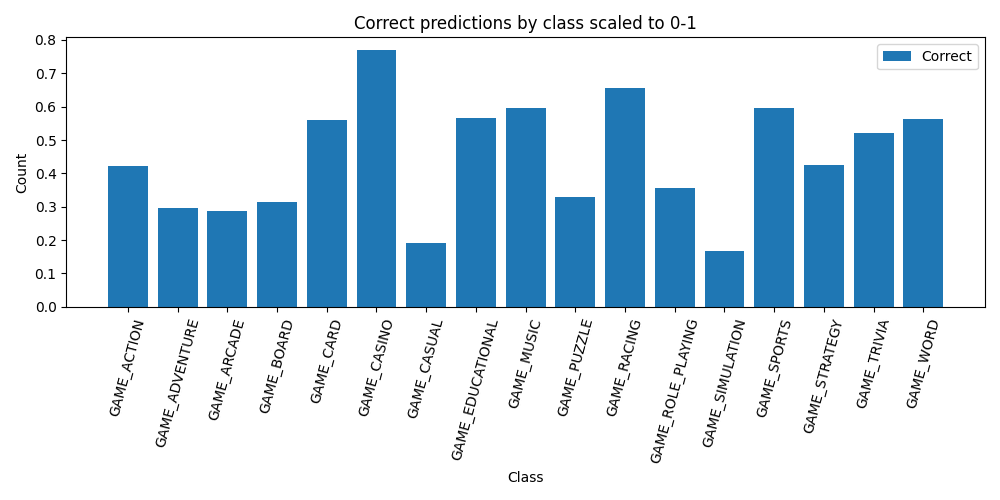 Correct predictions by class scaled to 0-1
Correct
Count
0.8
0.7
0.6
0.5
0.4
0.3
0.2
0.1
0.0
GAME_ACTION
GAME_ADVENTURE
GAME_ARCADE
GAME_BOARD
GAME_CARD
GAME_CASINO
GAME_CASUAL
GAME_EDUCATIONAL
GAME_MUSIC
GAME_PUZZLE
GAME_RACING
GAME_ROLE_PLAYING
GAME_SIMULATION
GAME_SPORTS
GAME_STRATEGY
GAME_TRIVIA
GAME_WORD
Class